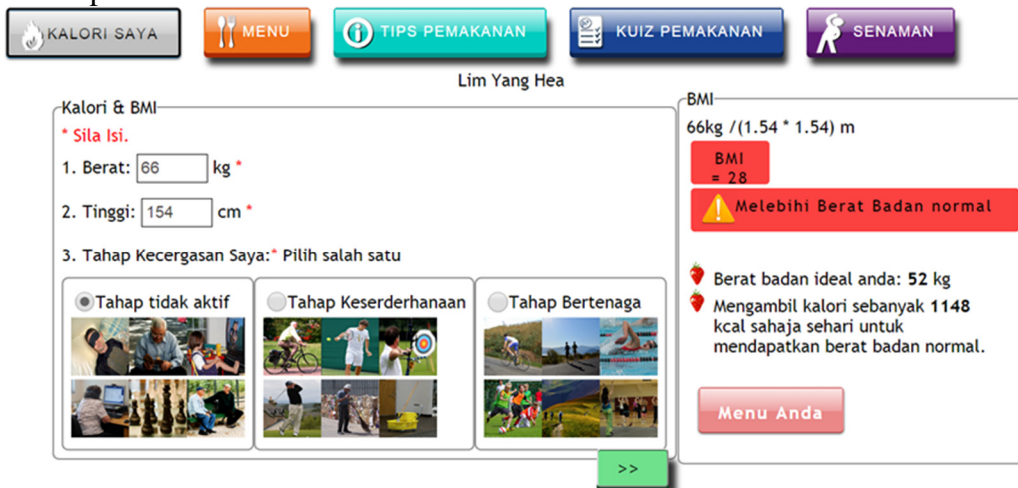 KALORI SAYA
MENU
TIPS PEMAKANAN
KUIZ PEMAKANAN
SENAMAN
Lim Yang Hea
Kalori & BMI
* Sila Isi.
1. Berat: 66 kg *
2. Tinggi: 154 cm *
3. Tahap Kecergasan Saya:* Pilih salah satu
Tahap tidak aktif
Tahap Keserderhanaan
Tahap Bertenaga
>>
BMI
66kg /(1.54 * 1.54) m
BMI
= 28
Melebihi Berat Badan normal
Berat badan ideal anda: 52 kg
Mengambil kalori sebanyak 1148
kcal sahaja sehari untuk
mendapatkan berat badan normal.
Menu Anda